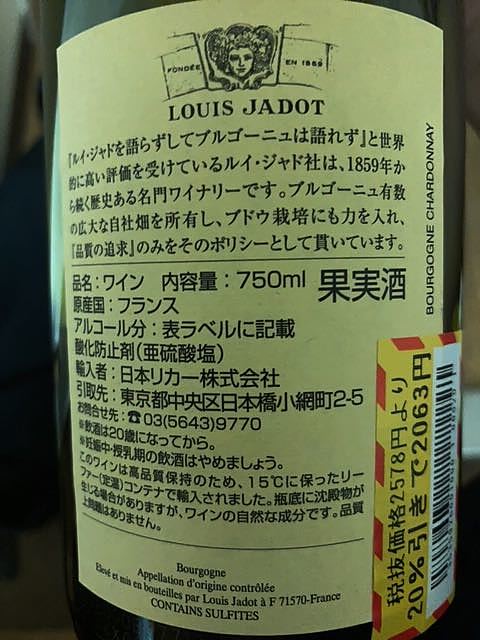 FONDÉE EN 1859
LOUIS JADOT
『ルイ・ジャドを語らずしてブルゴーニュは語れず』と世界
的に高い評価を受けているルイ・ジャド社は、1859年か
ら続く歴史ある名門ワイナリーです。ブルゴーニュ有数
の広大な自社畑を所有し、ブドウ栽培にも力を入れ、
『品質の追求』のみをそのポリシーとして貫いています。
BOURGOGNE CHARDONNAY
品名：ワイン 内容量：750ml 果実酒
原産国：フランス
アルコール分：表ラベルに記載
酸化防止剤（亜硫酸塩）
輸入者：日本リカー株式会社
引取先：東京都中央区日本橋小網町2-5
お問合せ先：☎03(5643)9770
※飲酒は20歳になってから。
※妊娠中・授乳期の飲酒はやめましょう。
このワインは高品質保持のため、15℃に保ったリー
ファー（定温）コンテナで輸入されました。瓶底に沈殿物が
生じる場合がありますが、ワインの自然な成分です。品質
上問題はありません。
税抜価格2578円より
20%引きで2063円
Bourgogne
Appellation d'origine contrôlée
Elevé et mis en bouteilles par Louis Jadot à F 71570-France
CONTAINS SULFITES